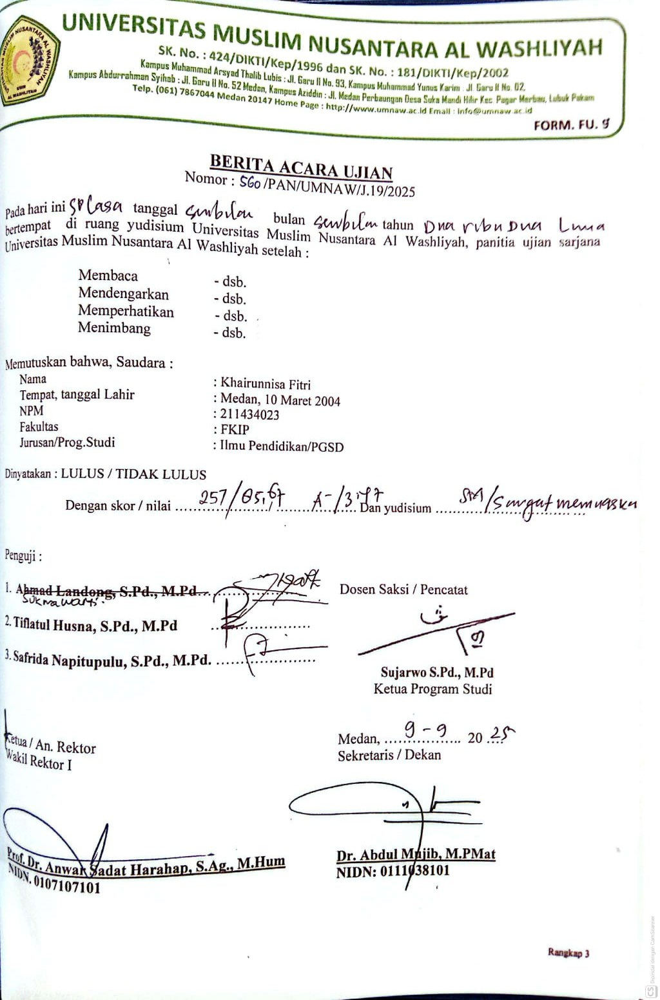 UNIVERSITAS MUSLIM NUSANTARA AL WASHLIYAH
SK. No. : 424/DIKTI/Kep/1996 dan SK. No. : 181/DIKTI/Kep/2002
Kampus Muhammad Arsyad Thalib Lubis : Jl. Garu II No. 93, Kampus Muhammad Yunus Karim : Jl. Garu II No. 02,
Kampus Abdurrahman Syihab : Jl. Garu II No. 52 Medan, Kampus Aziddin : Jl. Medan Perbaungan Desa Suka Mandi Hilir Kec. Pagar Merbau, Lubuk Pakam
Telp. (061) 7867044 Medan 20147 Home Page : http://www.umnaw.ac.id Email : info@umnaw.ac.id
FORM. FU. 9
BERITA ACARA UJIAN
Nomor : 560 /PAN/UMNAW/J.19/2025
Pada hari ini Selasa tanggal Sembilan bulan sembilan tahun Dua ribu Dua Lima
bertempat di ruang yudisium Universitas Muslim Nusantara Al Washliyah, panitia ujian sarjana
Universitas Muslim Nusantara Al Washliyah setelah :
Membaca - dsb.
Mendengarkan - dsb.
Memperhatikan - dsb.
Menimbang - dsb.
Memutuskan bahwa, Saudara :
Nama : Khairunnisa Fitri
Tempat, tanggal Lahir : Medan, 10 Maret 2004
NPM : 211434023
Fakultas : FKIP
Jurusan/Prog.Studi : Ilmu Pendidikan/PGSD
Dinyatakan : LULUS / TIDAK LULUS
Dengan skor / nilai 257/85,67 A-/ Dan yudisium SM/Sangat memuaskan
Penguji :
1. Ahmad Landong, S.Pd., M.Pd
Sukmawarti.
Dosen Saksi / Pencatat
2. Tiflatul Husna, S.Pd., M.Pd
3. Safrida Napitupulu, S.Pd., M.Pd.
Sujarwo S.Pd., M.Pd
Ketua Program Studi
Ketua / An. Rektor
Wakil Rektor I
Medan, 9 - 9 20 25
Sekretaris / Dekan
Prof. Dr. Anwar Sadat Harahap, S.Ag., M.Hum
NIDN. 0107107101
Dr. Abdul Mujib, M.PMat
NIDN: 0111038101
Rangkap 3
CS Dipindai dengan CamScanner